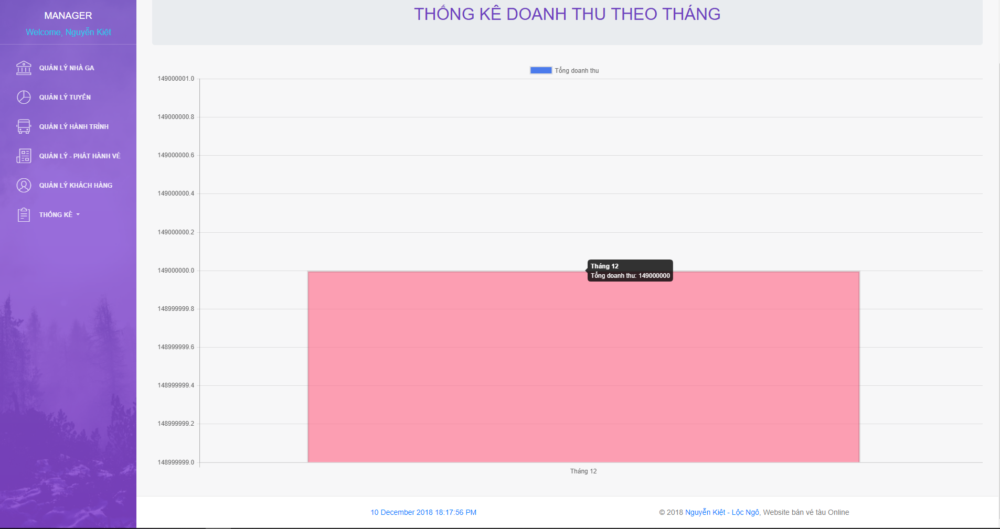 MANAGER
Welcome, Nguyễn Kiệt
QUẢN LÝ NHÀ GA
QUẢN LÝ TUYẾN
QUẢN LÝ HÀNH TRÌNH
QUẢN LÝ - PHÁT HÀNH VÉ
QUẢN LÝ KHÁCH HÀNG
THỐNG KÊ
THỐNG KÊ DOANH THU THEO THÁNG
Tổng doanh thu
149000001.0
149000000.8
149000000.6
149000000.4
149000000.2
149000000.0
148999999.8
148999999.6
148999999.4
148999999.2
148999999.0
Tháng 12
Tổng doanh thu: 149000000
Tháng 12
10 December 2018 18:17:56 PM
© 2018 Nguyễn Kiệt - Lộc Ngô, Website bán vé tàu Online